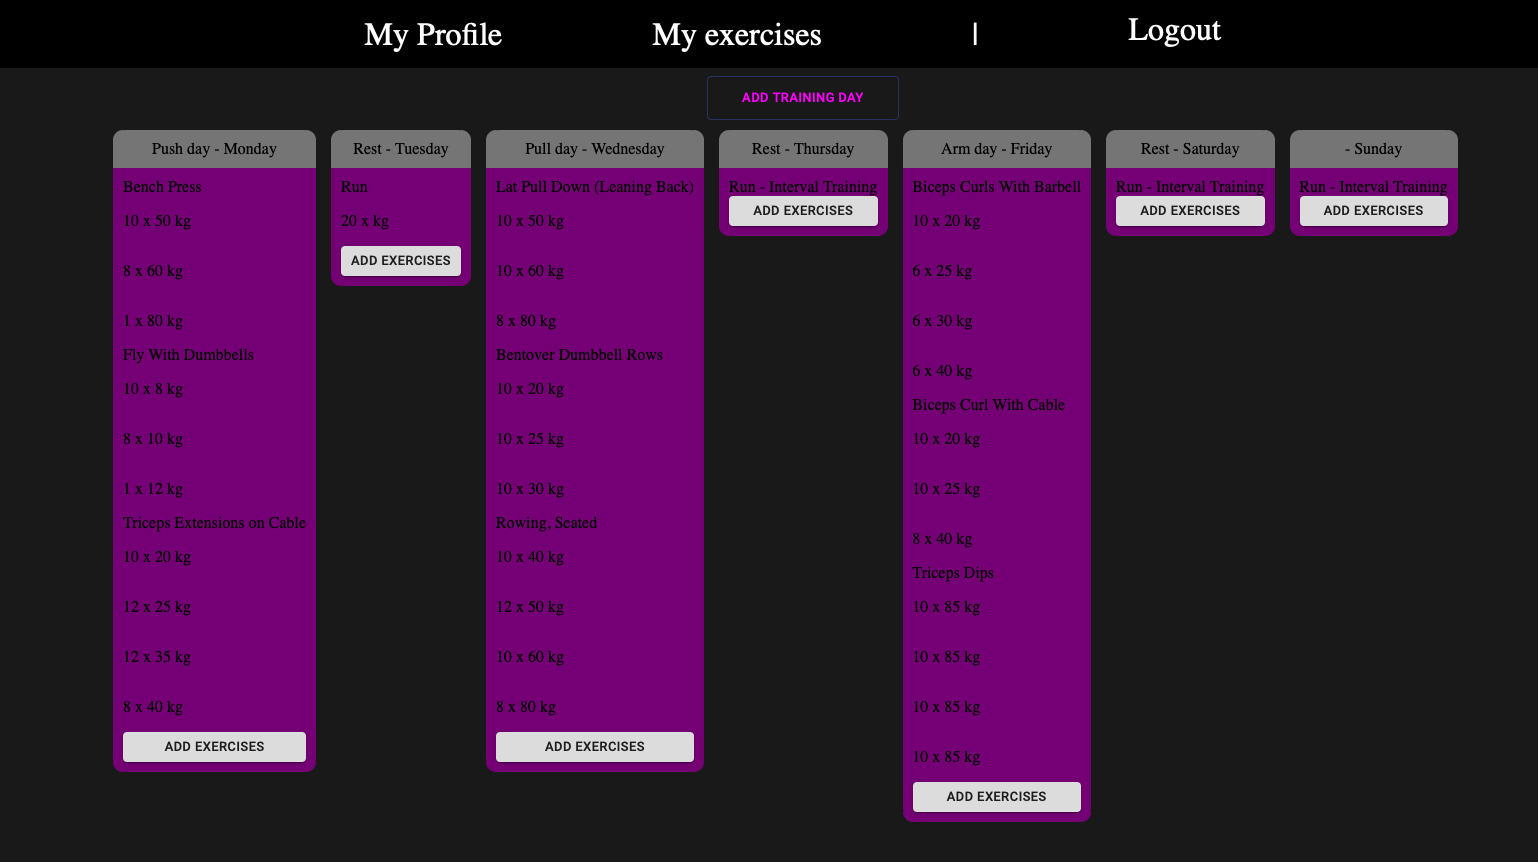 My Profile
My exercises
|
Logout
ADD TRAINING DAY
Push day - Monday
Bench Press
10 x 50 kg
8 x 60 kg
1 x 80 kg
Fly With Dumbbells
10 x 8 kg
8 x 10 kg
1 x 12 kg
Triceps Extensions on Cable
10 x 20 kg
12 x 25 kg
12 x 35 kg
8 x 40 kg
ADD EXERCISES
Rest - Tuesday
Run
20 x kg
ADD EXERCISES
Pull day - Wednesday
Lat Pull Down (Leaning Back)
10 x 50 kg
10 x 60 kg
8 x 80 kg
Bentover Dumbbell Rows
10 x 20 kg
10 x 25 kg
10 x 30 kg
Rowing, Seated
10 x 40 kg
12 x 50 kg
10 x 60 kg
8 x 80 kg
ADD EXERCISES
Rest - Thursday
Run - Interval Training
ADD EXERCISES
Arm day - Friday
Biceps Curls With Barbell
10 x 20 kg
6 x 25 kg
6 x 30 kg
6 x 40 kg
Biceps Curl With Cable
10 x 20 kg
10 x 25 kg
8 x 40 kg
Triceps Dips
10 x 85 kg
10 x 85 kg
10 x 85 kg
10 x 85 kg
ADD EXERCISES
Rest - Saturday
Run - Interval Training
ADD EXERCISES
- Sunday
Run - Interval Training
ADD EXERCISES